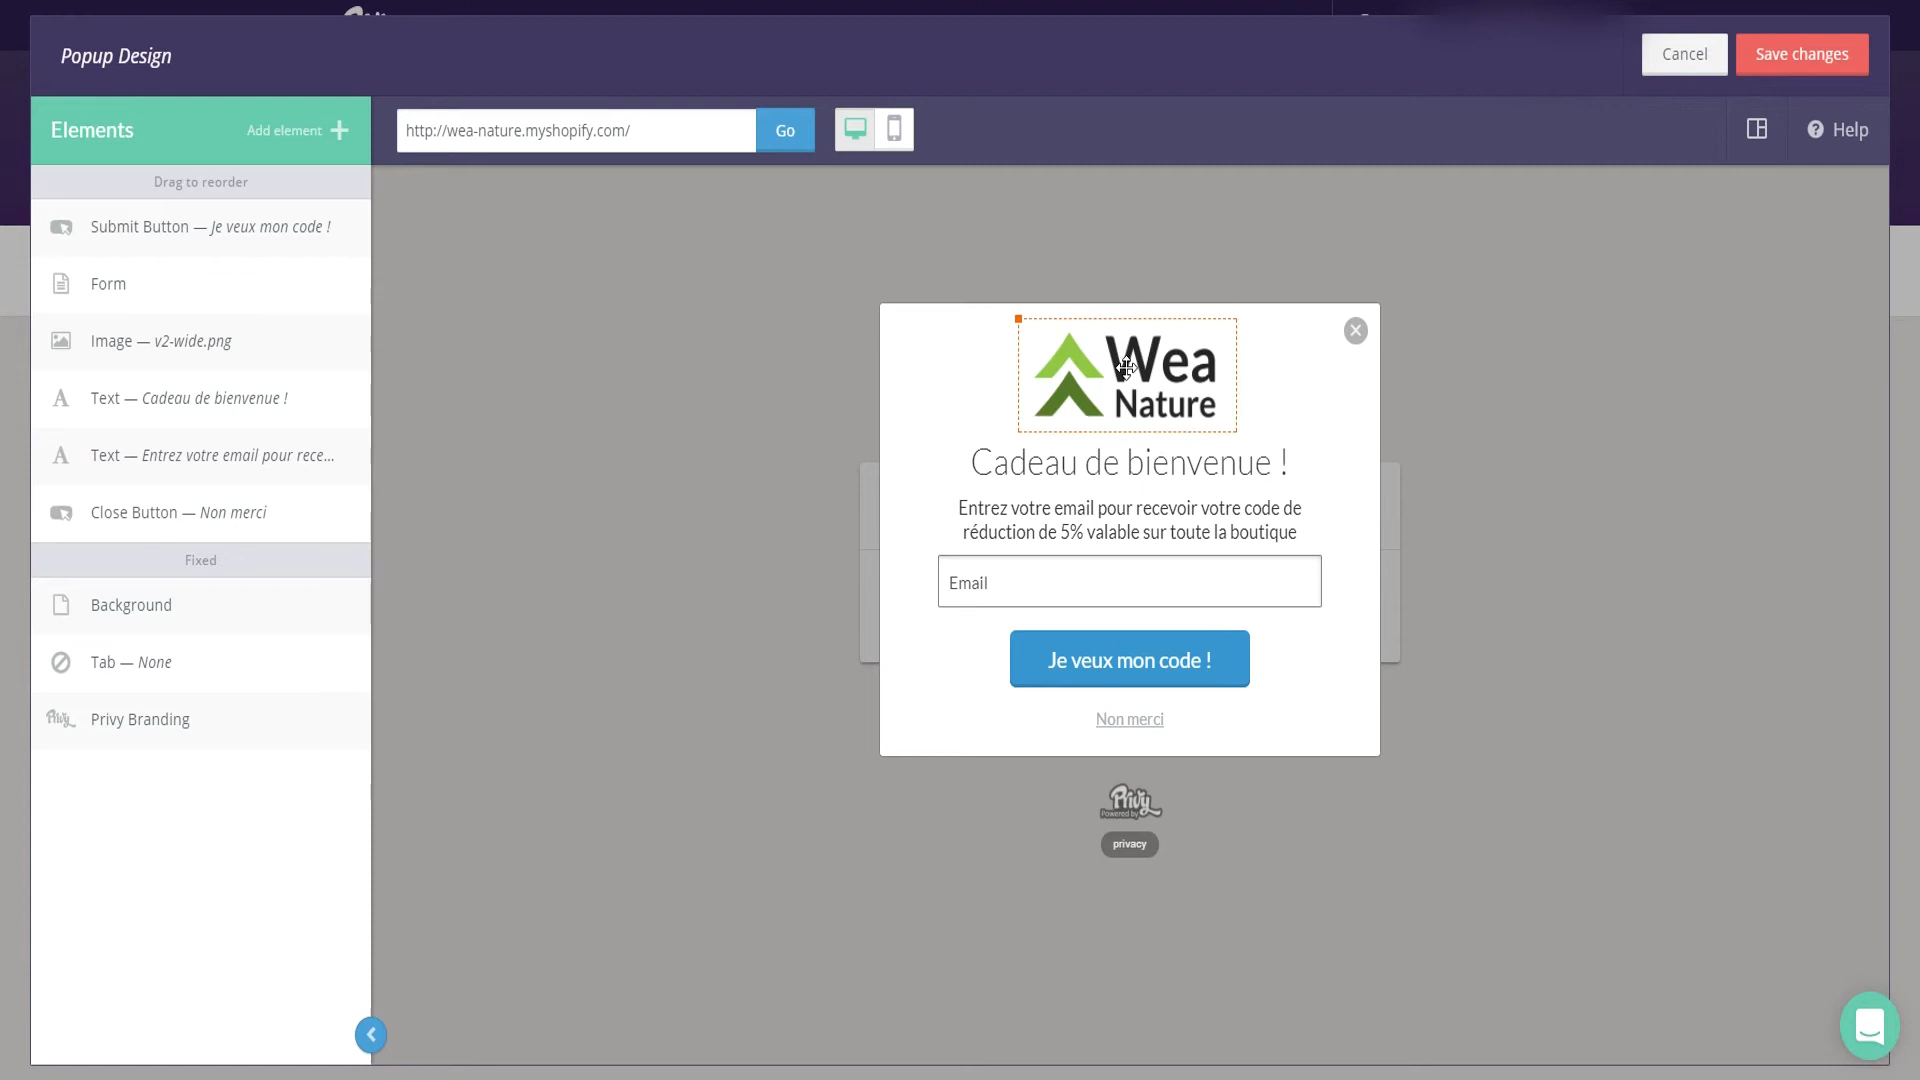 Popup Design
Cancel
Save changes
Elements
Add element
http://wea-nature.myshopify.com/
Go
Help
Drag to reorder
Submit Button — Je veux mon code !
Form
Image — v2-wide.png
Text — Cadeau de bienvenue !
Text — Entrez votre email pour rece...
Close Button — Non merci
Fixed
Background
Tab — None
Privy
Privy Branding
Wea
Nature
Cadeau de bienvenue !
Entrez votre email pour recevoir votre code de
réduction de 5% valable sur toute la boutique
Email
Je veux mon code !
Non merci
Privy
Powered by
privacy